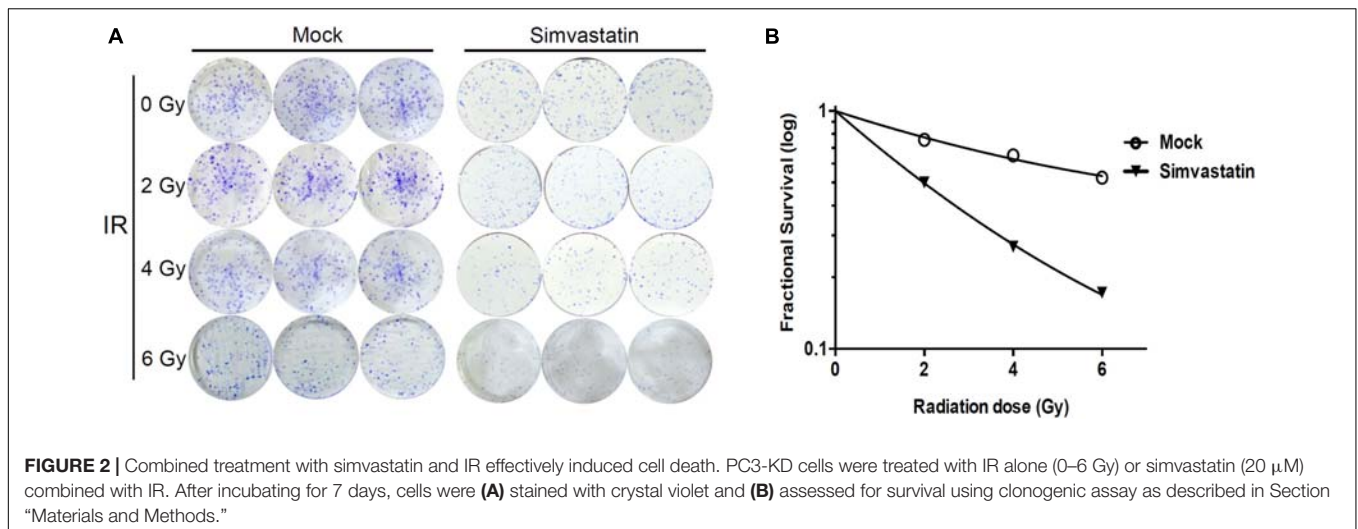 A
Mock
Simvastatin
IR
0 Gy
2 Gy
4 Gy
6 Gy
B
Fractional Survival (log)
1
0.1
0 2 4 6
Radiation dose (Gy)
Mock
Simvastatin
FIGURE 2 | Combined treatment with simvastatin and IR effectively induced cell death. PC3-KD cells were treated with IR alone (0–6 Gy) or simvastatin (20 μM)
combined with IR. After incubating for 7 days, cells were (A) stained with crystal violet and (B) assessed for survival using clonogenic assay as described in Section
“Materials and Methods.”